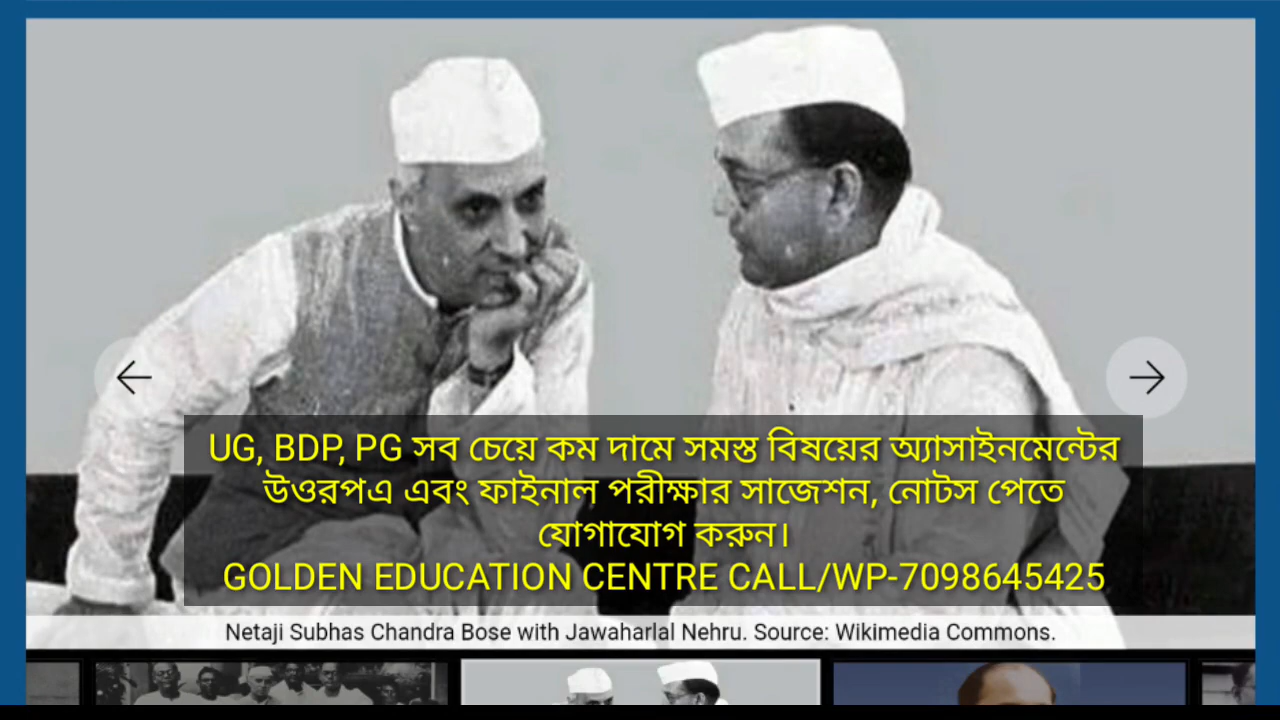 UG, BDP, PG সব চেয়ে কম দামে সমস্ত বিষয়ের অ্যাসাইনমেন্টের
উওরপএ এবং ফাইনাল পরীক্ষার সাজেশন, নোটস পেতে
যোগাযোগ করুন।
GOLDEN EDUCATION CENTRE CALL/WP-7098645425
Netaji Subhas Chandra Bose with Jawaharlal Nehru. Source: Wikimedia Commons.